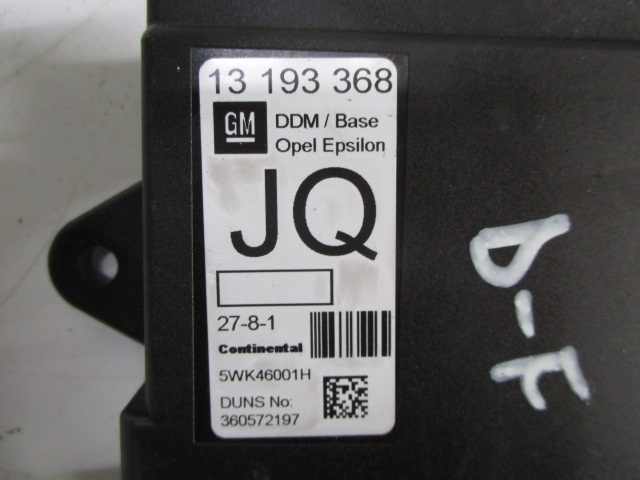 13 193 368
GM
DDM / Base
Opel Epsilon
JQ
27-8-1
Continental
5WK46001H
DUNS No:
360572197
D-F